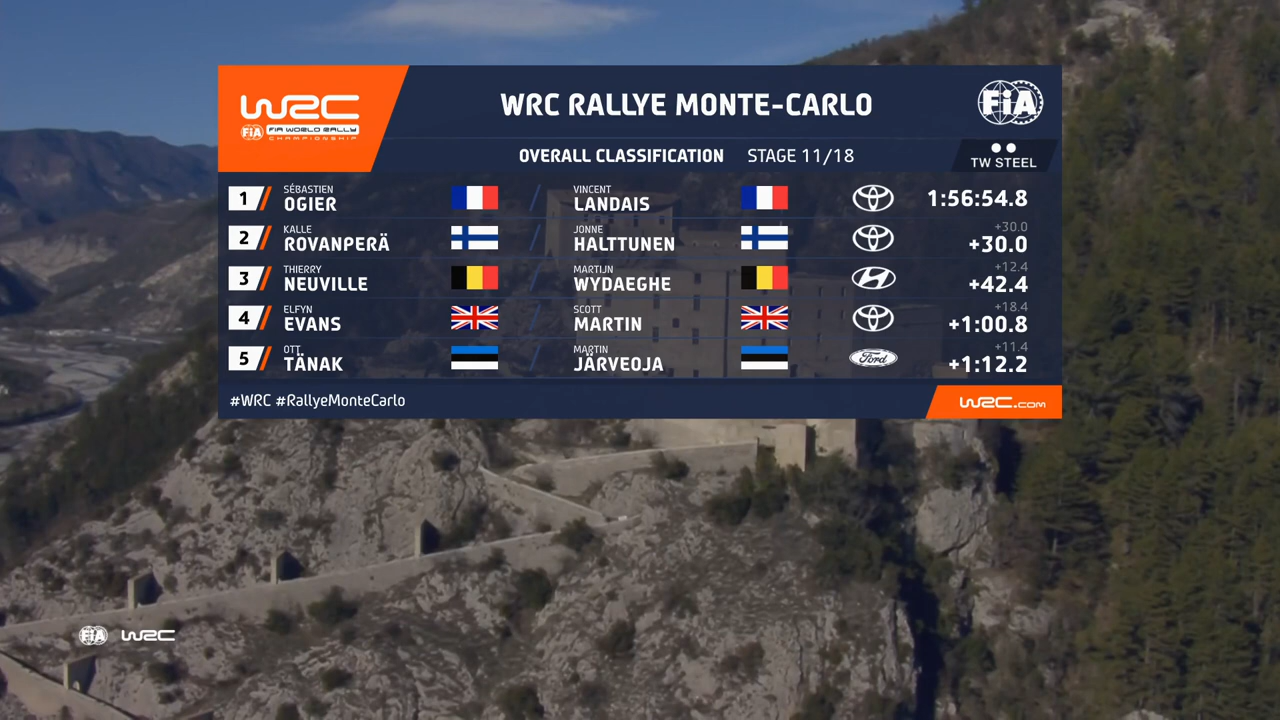 WRC
FIA FIA WORLD RALLY
CHAMPIONSHIP
WRC RALLYE MONTE-CARLO
FiA
OVERALL CLASSIFICATION STAGE 11/18
TW STEEL
1 SÉBASTIEN OGIER VINCENT LANDAIS 1:56:54.8
2 KALLE ROVANPERÄ JONNE HALTTUNEN +30.0 +30.0
3 THIERRY NEUVILLE MARTIJN WYDAEGHE +12.4 +42.4
4 ELFYN EVANS SCOTT MARTIN +18.4 +1:00.8
5 OTT TÄNAK MARTIN JÄRVEOJA Ford +11.4 +1:12.2
#WRC #RallyeMonteCarlo WRC.com
FiA WRC